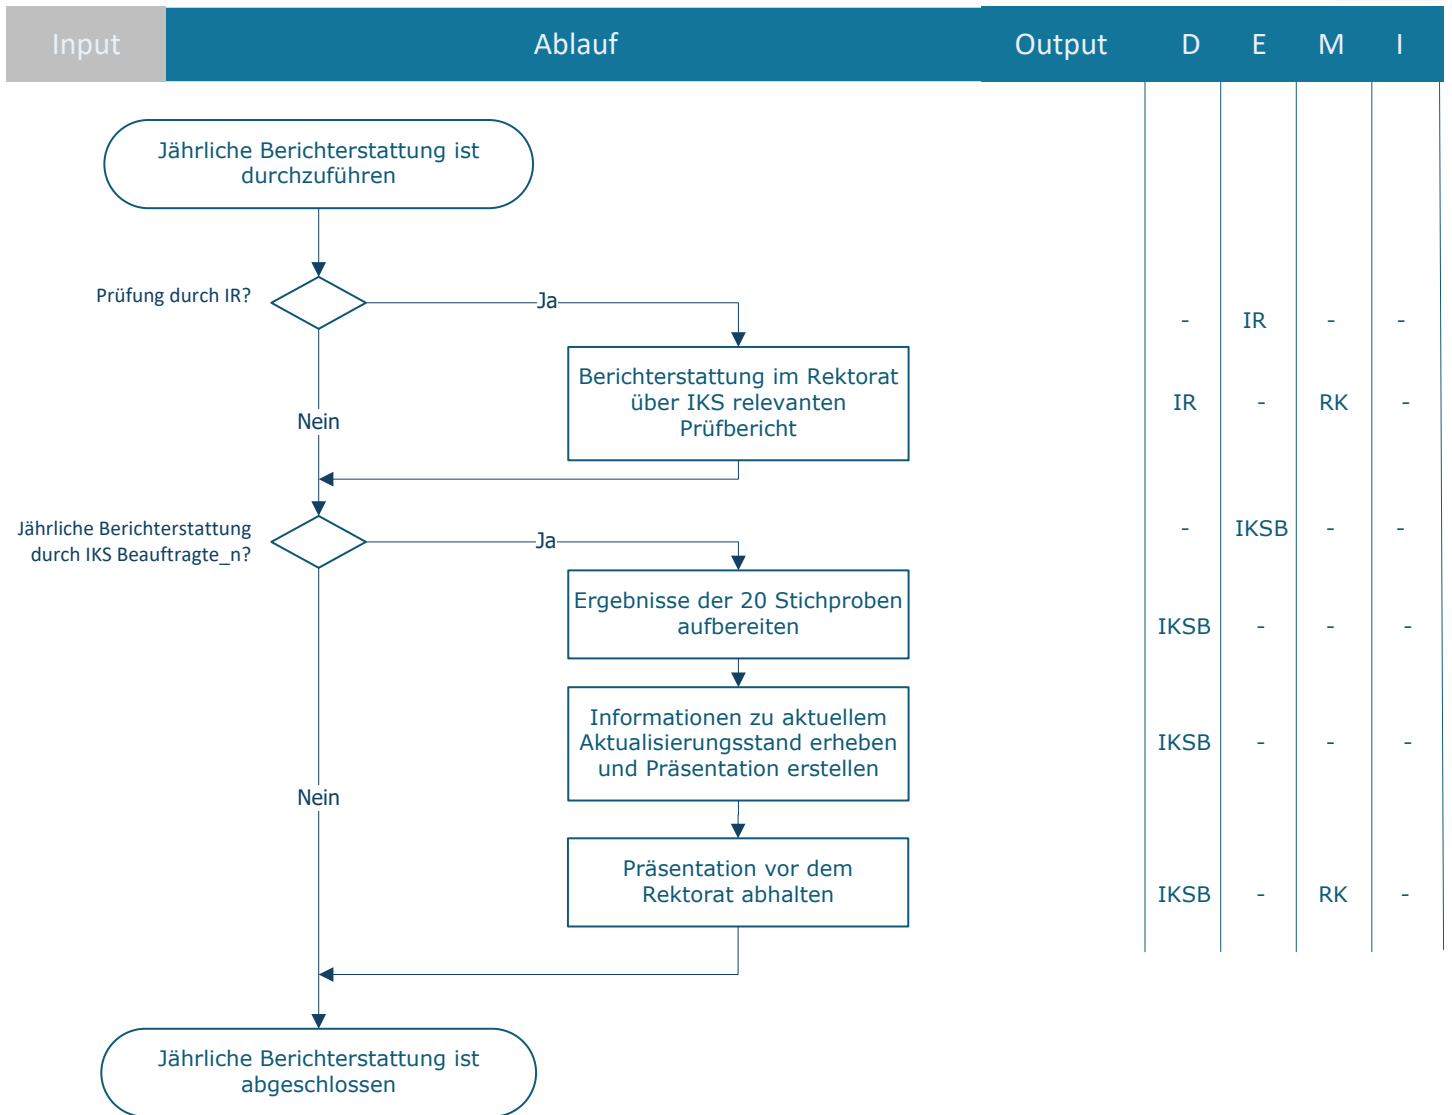 Input Ablauf Output D E M I
Jährliche Berichterstattung ist
durchzuführen
Prüfung durch IR?
Ja
- IR - -
Berichterstattung im Rektorat
über IKS relevanten
Prüfbericht
IR - RK -
Nein
Jährliche Berichterstattung
durch IKS Beauftragte_n?
Ja
- IKSB - -
Ergebnisse der 20 Stichproben
aufbereiten
IKSB - - -
Informationen zu aktuellem
Aktualisierungsstand erheben
und Präsentation erstellen
IKSB - - -
Nein
Präsentation vor dem
Rektorat abhalten
IKSB - RK -
Jährliche Berichterstattung ist
abgeschlossen